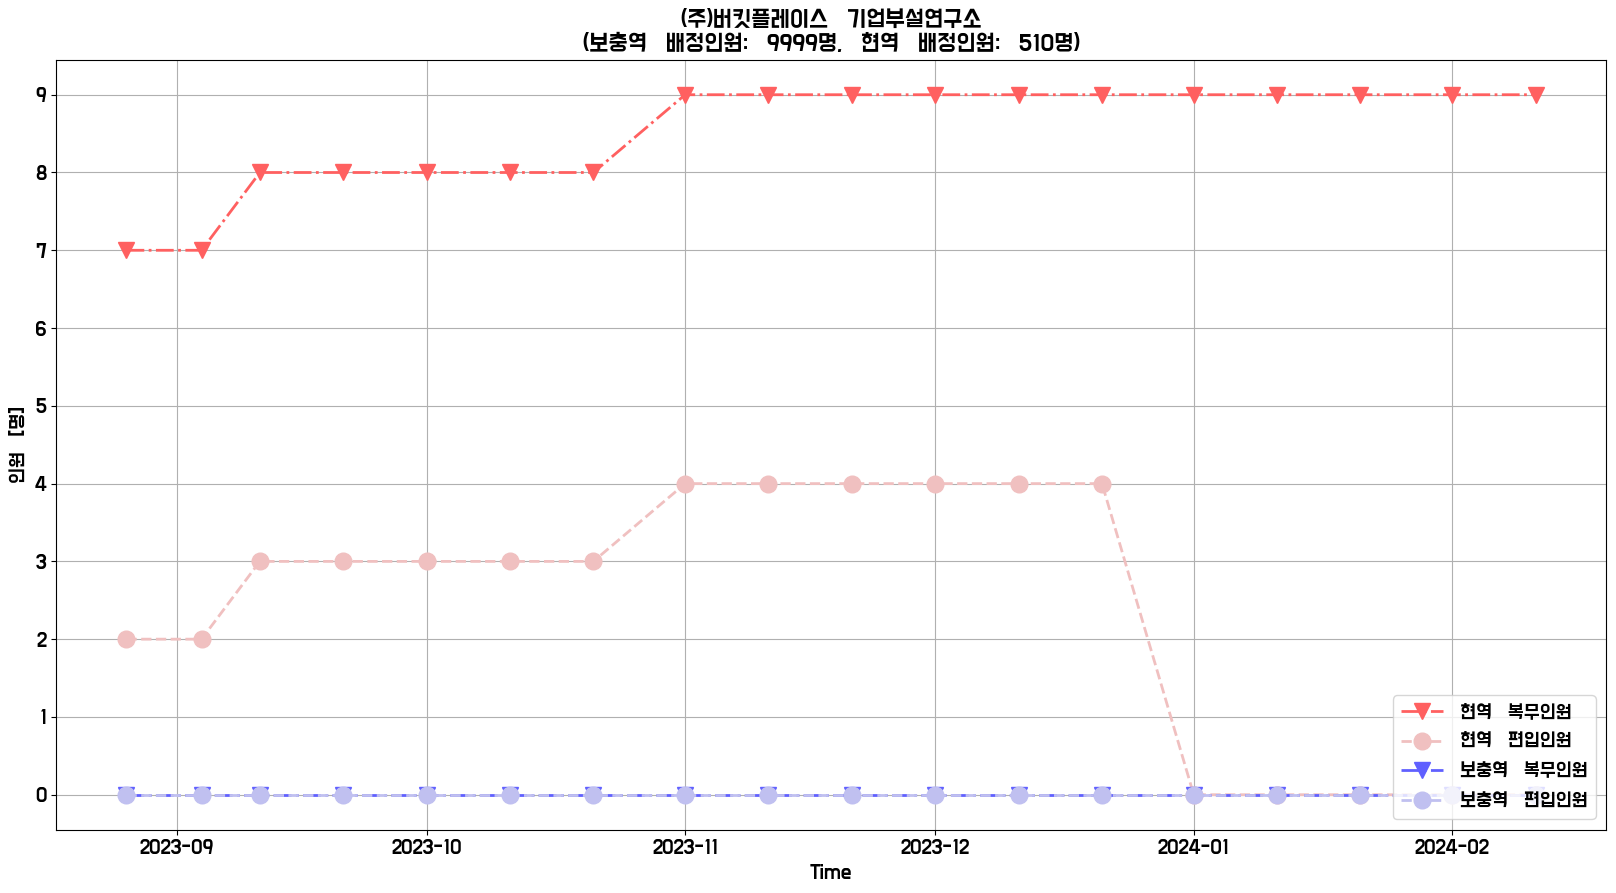 (주)버킷플레이스 기업부설연구소
(보충역 배정인원: 9999명, 현역 배정인원: 510명)
인원 [명]
9
8
7
6
5
4
3
2
1
0
현역 복무인원
현역 편입인원
보충역 복무인원
보충역 편입인원
2023-09
2023-10
2023-11
2023-12
2024-01
2024-02
Time